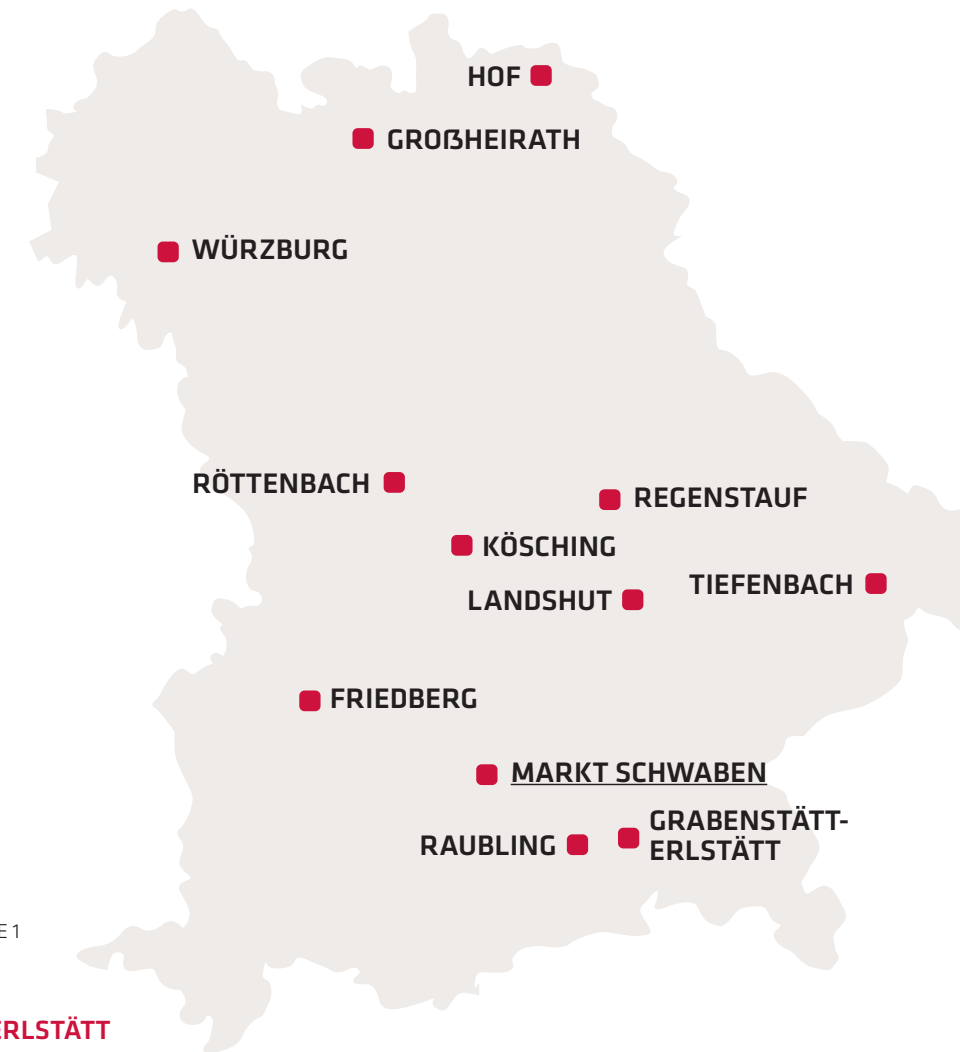 HOF
GROẞHEIRATH
WÜRZBURG
RÖTTENBACH
REGENSTAUF
KÖSCHING
TIEFENBACH
LANDSHUT
FRIEDBERG
MARKT SCHWABEN
GRABENSTÄTT-
ERLSTÄTT
RAUBLING
E 1
ERLSTÄTT